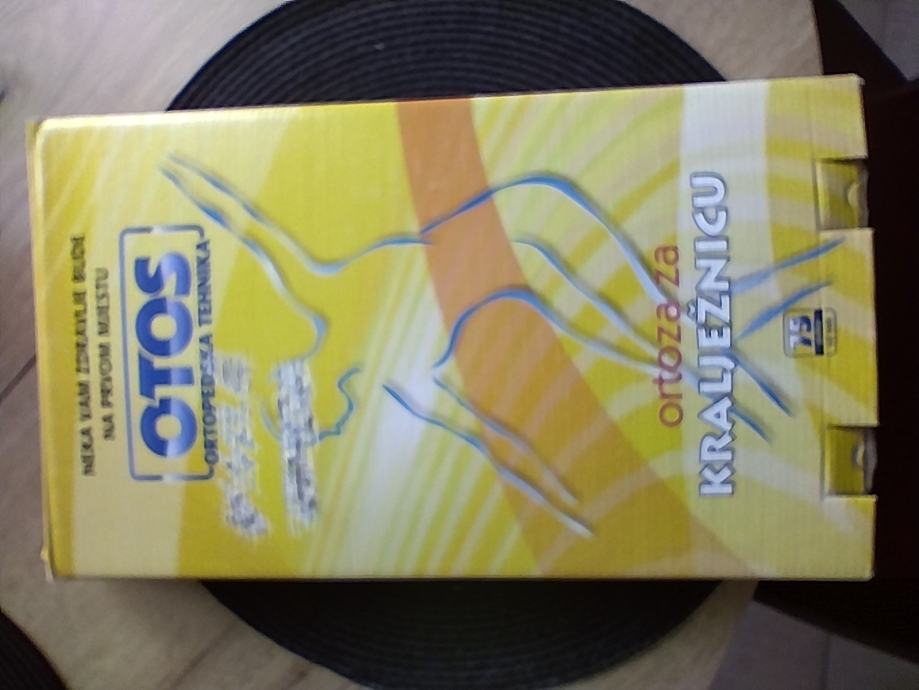 NEKA VAM ZDRAVLJE BUDE
NA PRVOM MJESTU
OTOS
ORTOPEDSKA TEHNIKA
ortoza za
KRALJEŽNICU
75